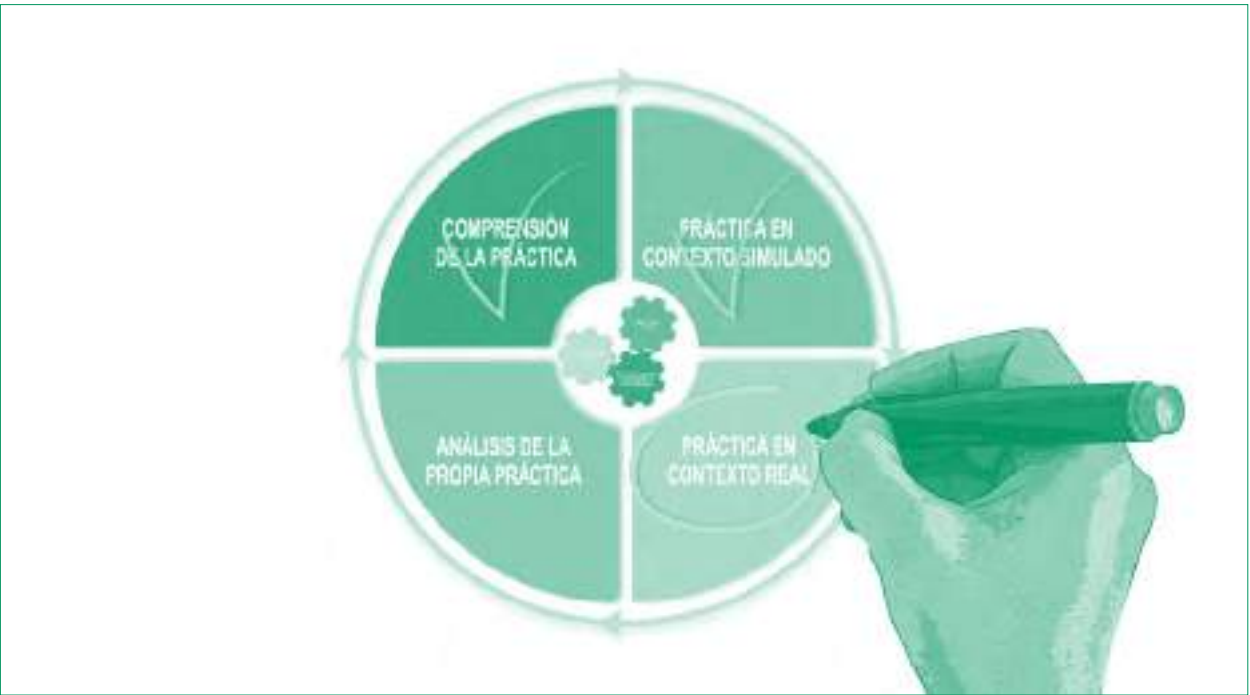 COMPRENSIÓN
DE LA PRÁCTICA
PRÁCTICA EN
CONTEXTO SIMULADO
ANÁLISIS DE LA
PROPIA PRÁCTICA
PRÁCTICA EN
CONTEXTO REAL